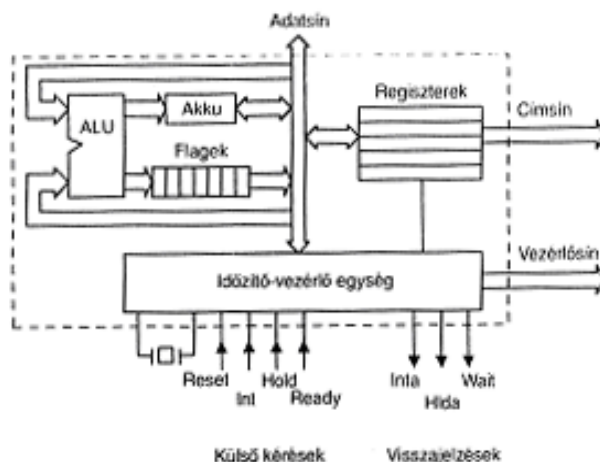 Adatsín
Regiszterek
Címsín
ALU
Akku
Flagek
Vezérlősín
Időzítő-vezérlő egység
Reset
Hold
Int
Ready
Inta
Wait
Hlda
Külső kérések
Visszajelzések